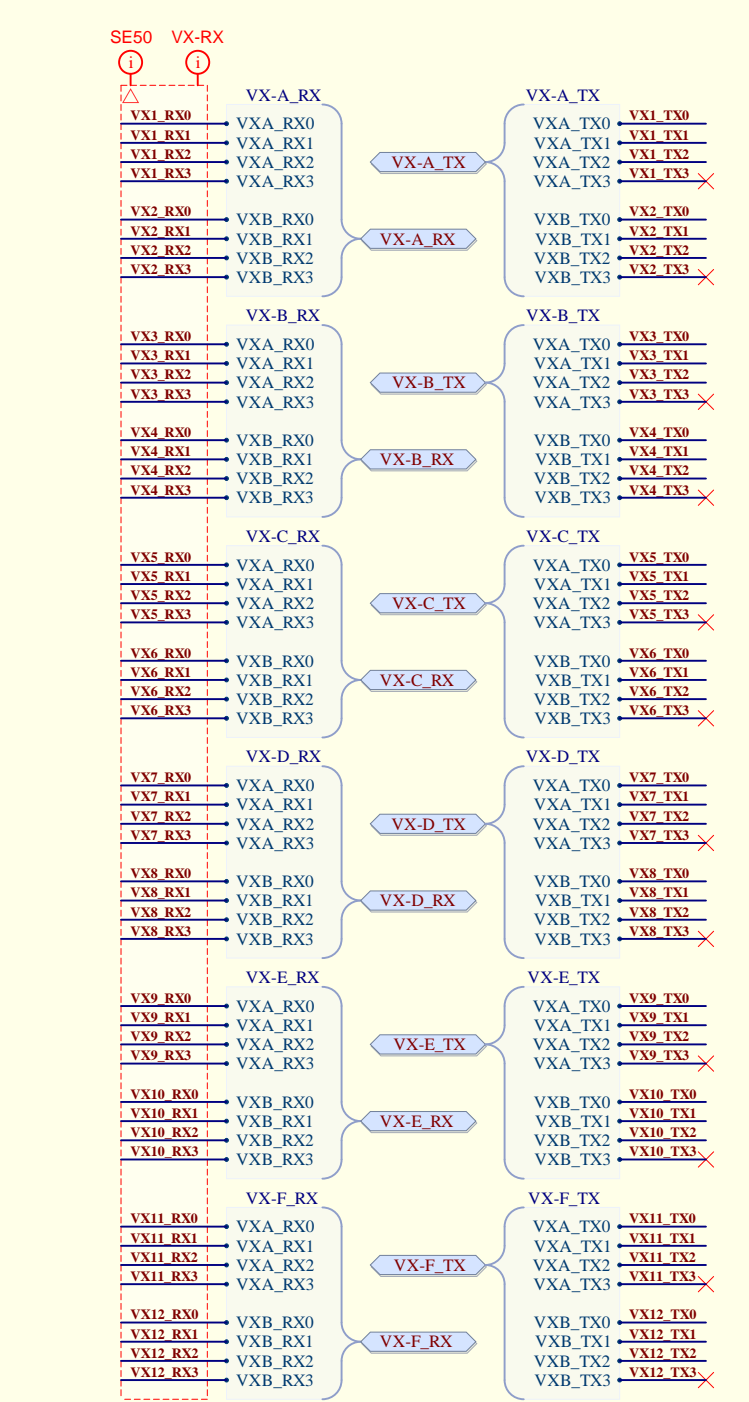 SE50 VX-RX
i i
VX-A_RX VX-A_TX
VX1_RX0 VXA_RX0 VXA_TX0 VX1_TX0
VX1_RX1 VXA_RX1 VXA_TX1 VX1_TX1
VX1_RX2 VXA_RX2 VX-A_TX VXA_TX2 VX1_TX2
VX1_RX3 VXA_RX3 VXA_TX3 VX1_TX3
VX2_RX0 VXB_RX0 VXB_TX0 VX2_TX0
VX2_RX1 VXB_RX1 VX-A_RX VXB_TX1 VX2_TX1
VX2_RX2 VXB_RX2 VXB_TX2 VX2_TX2
VX2_RX3 VXB_RX3 VXB_TX3 VX2_TX3
VX-B_RX VX-B_TX
VX3_RX0 VXA_RX0 VXA_TX0 VX3_TX0
VX3_RX1 VXA_RX1 VXA_TX1 VX3_TX1
VX3_RX2 VXA_RX2 VX-B_TX VXA_TX2 VX3_TX2
VX3_RX3 VXA_RX3 VXA_TX3 VX3_TX3
VX4_RX0 VXB_RX0 VXB_TX0 VX4_TX0
VX4_RX1 VXB_RX1 VX-B_RX VXB_TX1 VX4_TX1
VX4_RX2 VXB_RX2 VXB_TX2 VX4_TX2
VX4_RX3 VXB_RX3 VXB_TX3 VX4_TX3
VX-C_RX VX-C_TX
VX5_RX0 VXA_RX0 VXA_TX0 VX5_TX0
VX5_RX1 VXA_RX1 VXA_TX1 VX5_TX1
VX5_RX2 VXA_RX2 VX-C_TX VXA_TX2 VX5_TX2
VX5_RX3 VXA_RX3 VXA_TX3 VX5_TX3
VX6_RX0 VXB_RX0 VXB_TX0 VX6_TX0
VX6_RX1 VXB_RX1 VX-C_RX VXB_TX1 VX6_TX1
VX6_RX2 VXB_RX2 VXB_TX2 VX6_TX2
VX6_RX3 VXB_RX3 VXB_TX3 VX6_TX3
VX-D_RX VX-D_TX
VX7_RX0 VXA_RX0 VXA_TX0 VX7_TX0
VX7_RX1 VXA_RX1 VXA_TX1 VX7_TX1
VX7_RX2 VXA_RX2 VX-D_TX VXA_TX2 VX7_TX2
VX7_RX3 VXA_RX3 VXA_TX3 VX7_TX3
VX8_RX0 VXB_RX0 VXB_TX0 VX8_TX0
VX8_RX1 VXB_RX1 VX-D_RX VXB_TX1 VX8_TX1
VX8_RX2 VXB_RX2 VXB_TX2 VX8_TX2
VX8_RX3 VXB_RX3 VXB_TX3 VX8_TX3
VX-E_RX VX-E_TX
VX9_RX0 VXA_RX0 VXA_TX0 VX9_TX0
VX9_RX1 VXA_RX1 VXA_TX1 VX9_TX1
VX9_RX2 VXA_RX2 VX-E_TX VXA_TX2 VX9_TX2
VX9_RX3 VXA_RX3 VXA_TX3 VX9_TX3
VX10_RX0 VXB_RX0 VXB_TX0 VX10_TX0
VX10_RX1 VXB_RX1 VX-E_RX VXB_TX1 VX10_TX1
VX10_RX2 VXB_RX2 VXB_TX2 VX10_TX2
VX10_RX3 VXB_RX3 VXB_TX3 VX10_TX3
VX-F_RX VX-F_TX
VX11_RX0 VXA_RX0 VXA_TX0 VX11_TX0
VX11_RX1 VXA_RX1 VXA_TX1 VX11_TX1
VX11_RX2 VXA_RX2 VX-F_TX VXA_TX2 VX11_TX2
VX11_RX3 VXA_RX3 VXA_TX3 VX11_TX3
VX12_RX0 VXB_RX0 VXB_TX0 VX12_TX0
VX12_RX1 VXB_RX1 VX-F_RX VXB_TX1 VX12_TX1
VX12_RX2 VXB_RX2 VXB_TX2 VX12_TX2
VX12_RX3 VXB_RX3 VXB_TX3 VX12_TX3